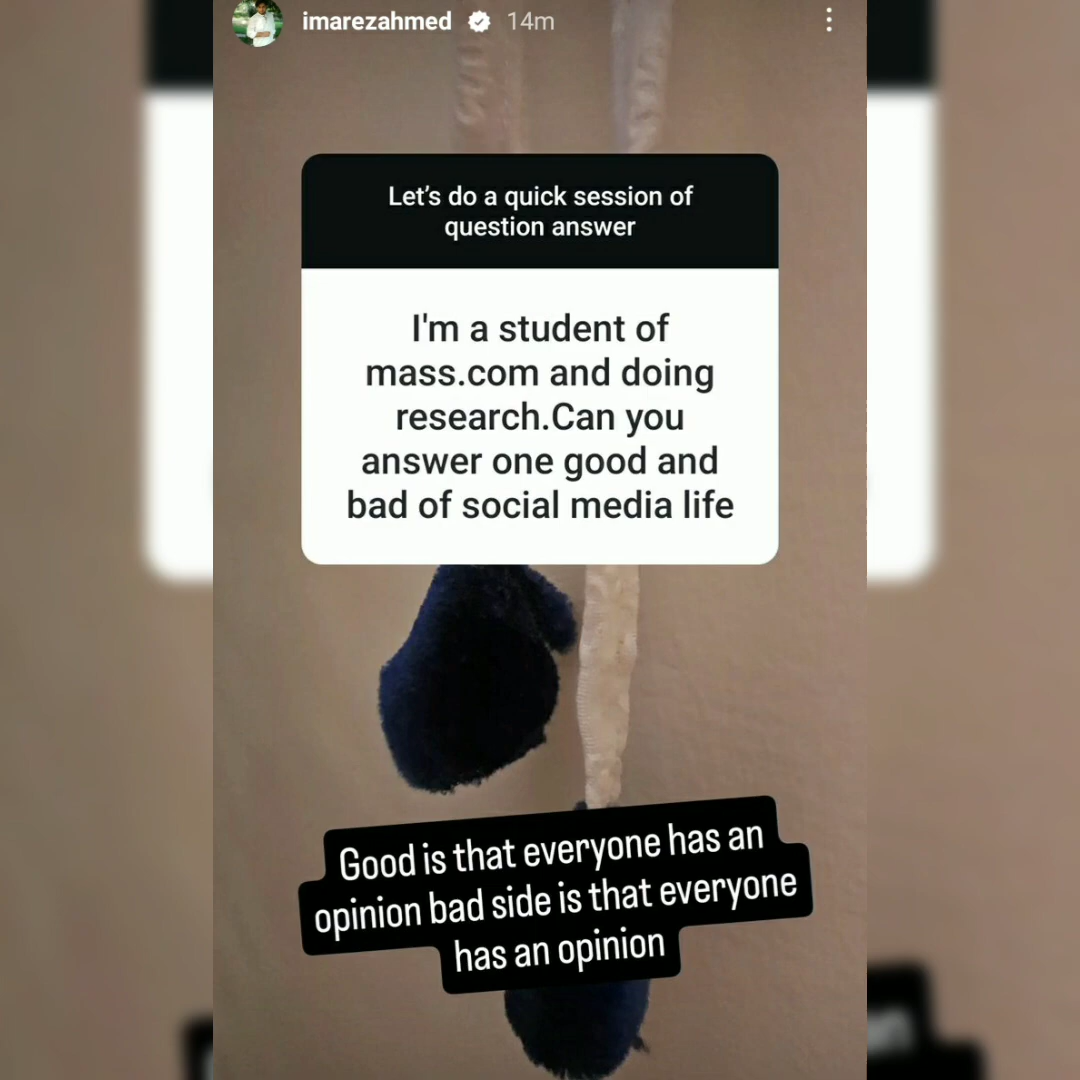 imarezahmed 14m
Let's do a quick session of
question answer
I'm a student of
mass.com and doing
research.Can you
answer one good and
bad of social media life
Good is that everyone has an
opinion bad side is that everyone
has an opinion